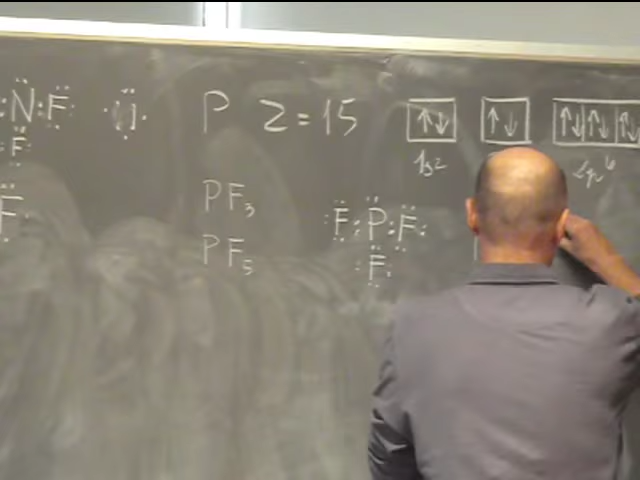 :N:F:
F
F
P Z=15
1s² 2p⁶
PF₃
PF₅
:F:P:F:
:F: